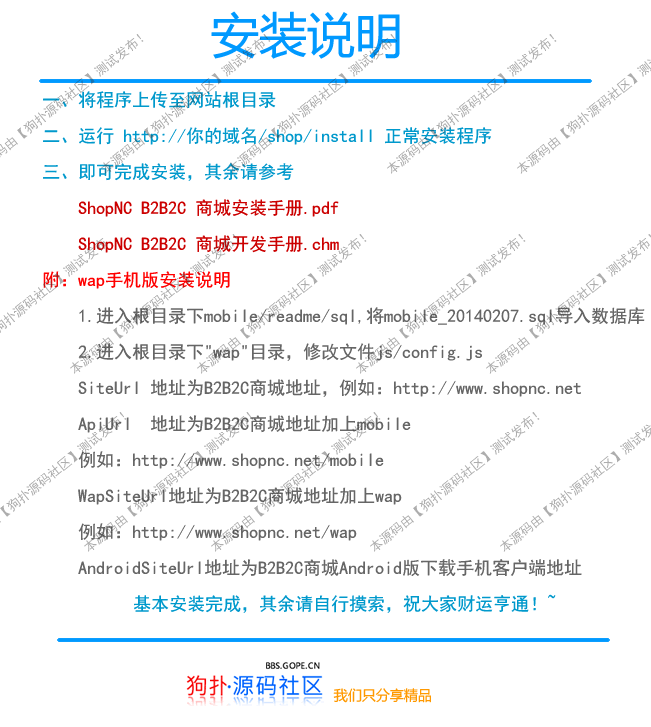 安装说明
一、将程序上传至网站根目录
二、运行 http://你的域名/shop/install 正常安装程序
三、即可完成安装，其余请参考
ShopNC B2B2C 商城安装手册.pdf
ShopNC B2B2C 商城开发手册.chm
附：wap手机版安装说明
1.进入根目录下mobile/readme/sql,将mobile_20140207.sql导入数据库
2.进入根目录下"wap"目录，修改文件js/config.js
SiteUrl 地址为B2B2C商城地址，例如：http://www.shopnc.net
ApiUrl  地址为B2B2C商城地址加上mobile
例如：http://www.shopnc.net/mobile
WapSiteUrl地址为B2B2C商城地址加上wap
例如：http://www.shopnc.net/wap
AndroidSiteUrl地址为B2B2C商城Android版下载手机客户端地址
基本安装完成，其余请自行摸索，祝大家财运亨通！~
BBS.GOPE.CN
狗扑·源码社区 我们只分享精品
本源码由【狗扑源码社区】测试发布！